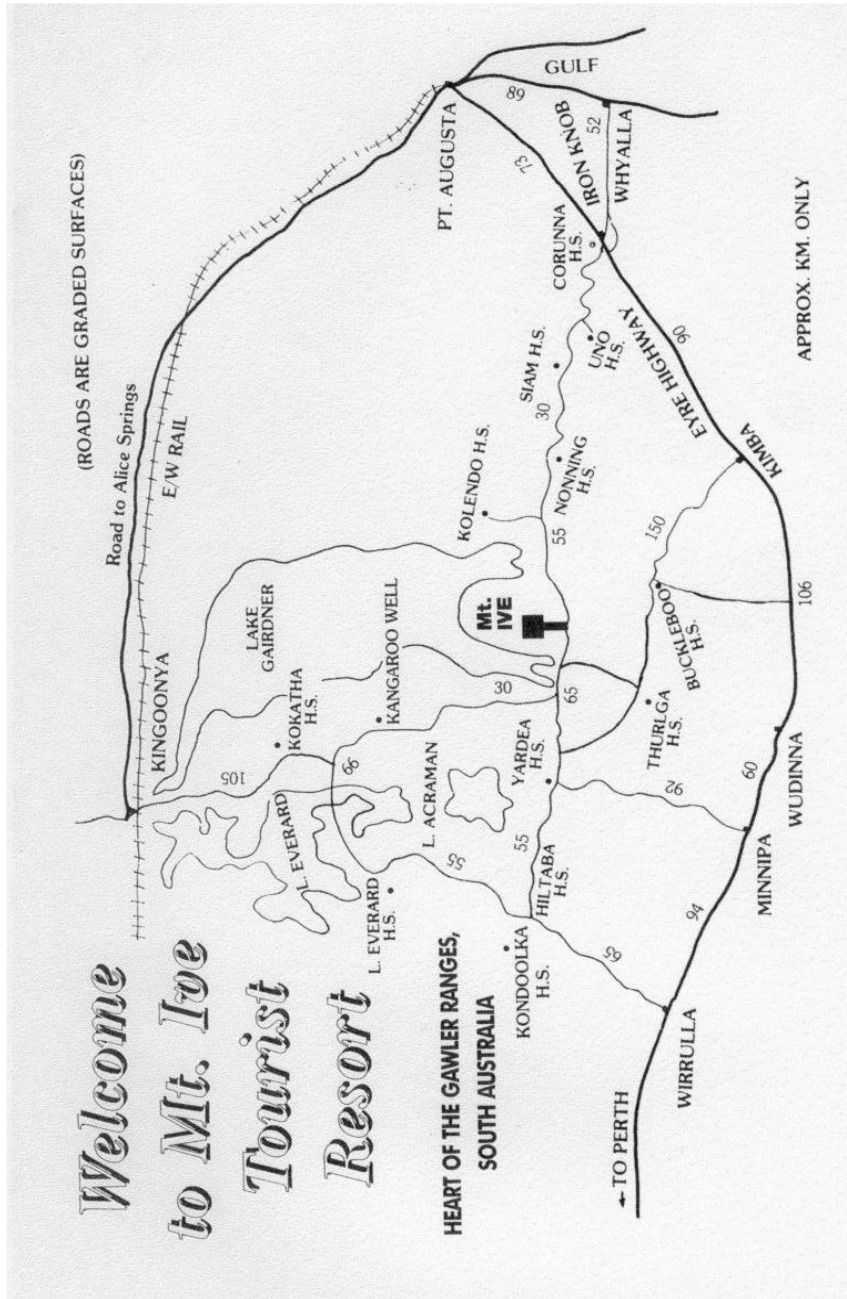 Welcome
to Mt. Ive
Tourist
Resort
HEART OF THE GAWLER RANGES,
SOUTH AUSTRALIA
(ROADS ARE GRADED SURFACES)
Road to Alice Springs
E/W RAIL
KINGOONYA
LAKE
GAIRDNER
KOKATHA
H.S.
105
KANGAROO WELL
66
L. EVERARD
L. ACRAMAN
L. EVERARD
H.S.
55
30
KOLENDO H.S.
Mt.
IVE
PT. AUGUSTA
GULF
68
73
IRON KNOB
52
WHYALLA
CORUNNA
H.S.
UNO
H.S.
SIAM H.S.
30
NONNING
H.S.
55
65
YARDEA
H.S.
55
HILTABA
H.S.
KONDOOLKA
H.S.
65
92
THURLGA
H.S.
BUCKLEBOO
H.S.
150
EYRE HIGHWAY
90
KIMBA
106
WUDINNA
60
MINNIPA
94
WIRRULLA
←TO PERTH
APPROX. KM. ONLY